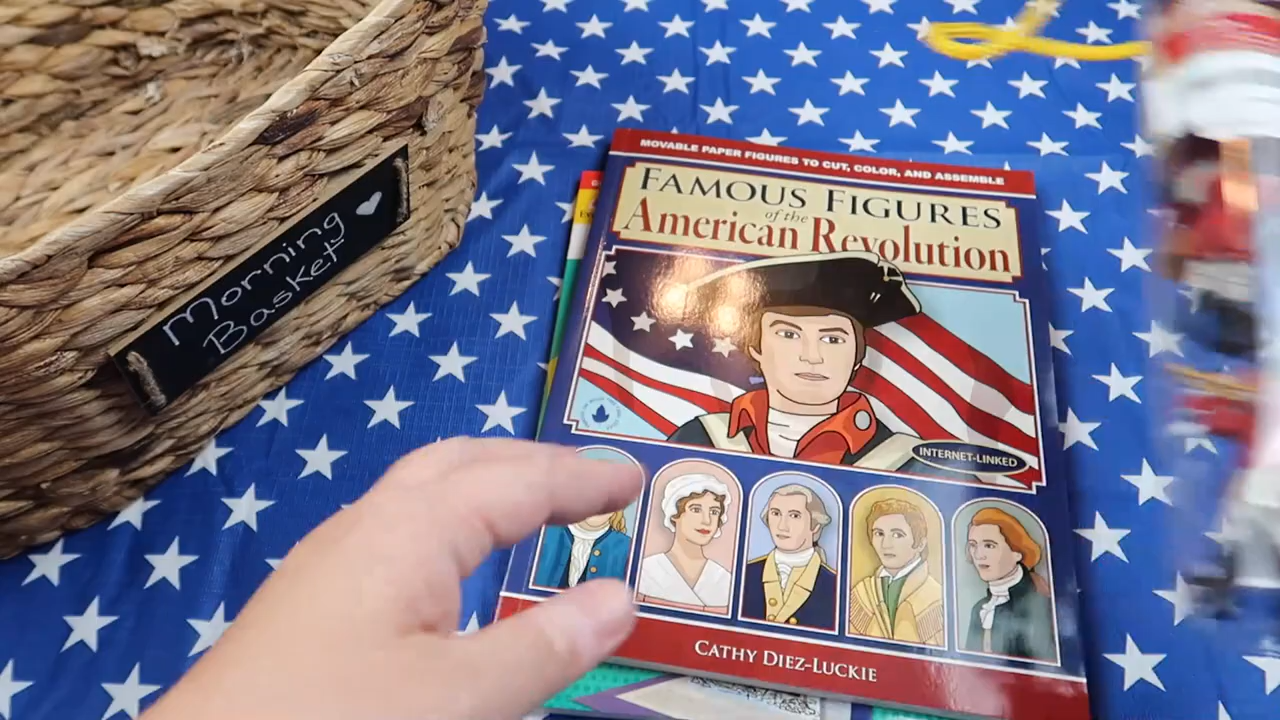 Morning
Basket
MOVABLE PAPER FIGURES TO CUT, COLOR, AND ASSEMBLE
FAMOUS FIGURES
of the
American Revolution
INTERNET-LINKED
CATHY DIEZ-LUCKIE